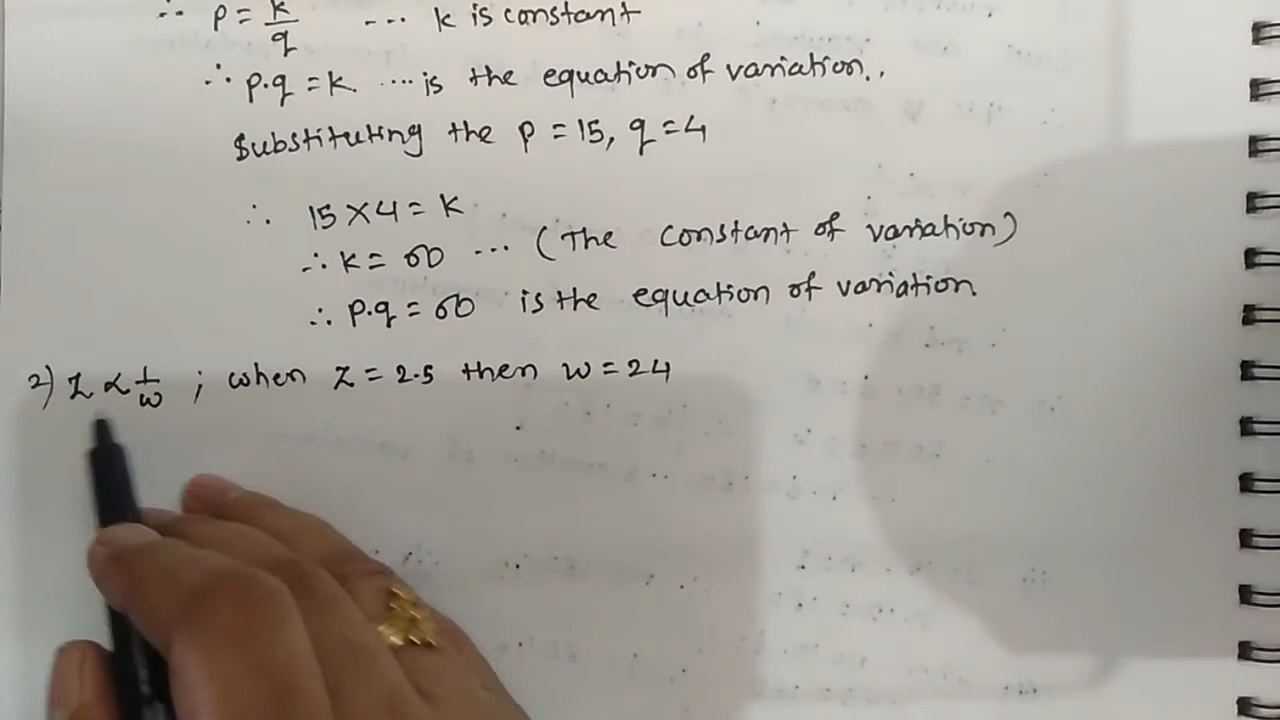 ∴ p = k/q --- k is constant
∴ p.q = k. ... is the equation of variation..
Substituting the p = 15, q = 4
∴ 15 × 4 = k
∴ k = 60 ... (The constant of variation)
∴ p.q = 60 is the equation of variation.
2) z ∝ 1/w ; when z = 2.5 then w = 24